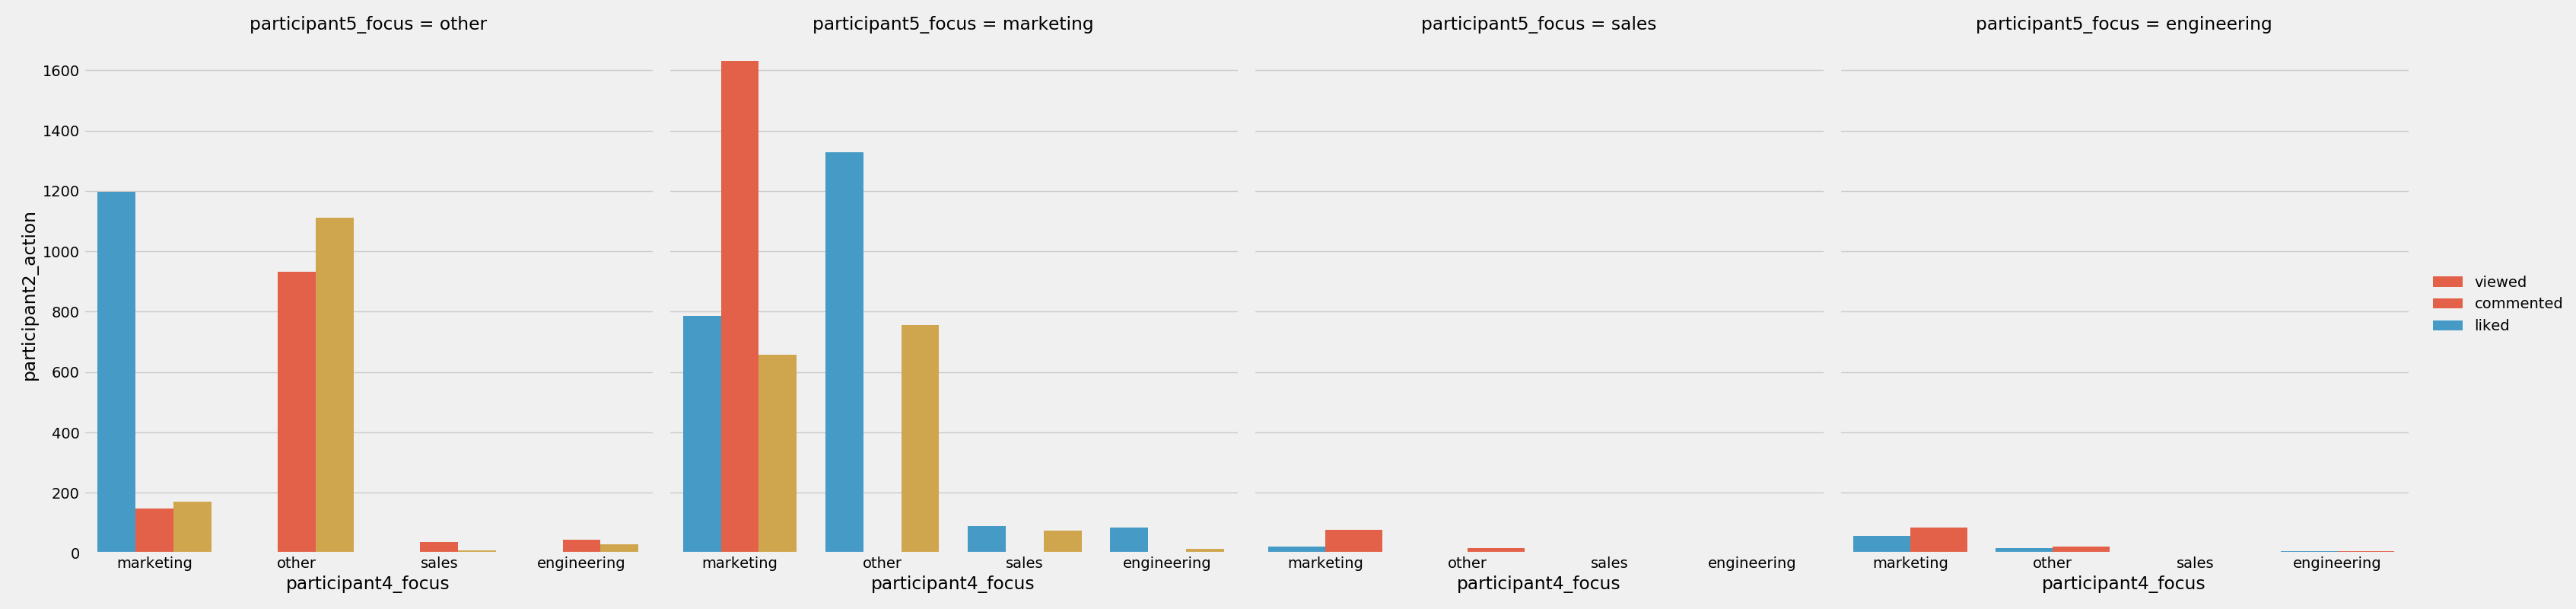 participant5_focus = other
participant5_focus = marketing
participant5_focus = sales
participant5_focus = engineering
1600
1400
1200
1000
800
600
400
200
0
participant2_action
marketing other sales engineering
marketing other sales engineering
marketing other sales engineering
marketing other sales engineering
participant4_focus
participant4_focus
participant4_focus
participant4_focus
viewed
commented
liked